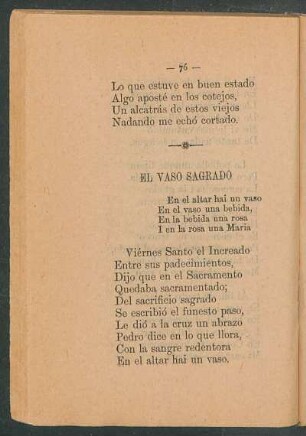 — 76 —
Lo que estuve en buen estado
Algo aposté en los cotejos,
Un alcatrás de estos viejos
Nadando me echó cortado.
EL VASO SAGRADO
En el altar hai un vaso
En el vaso una bebida,
En la bebida una rosa
I en la rosa una Maria
Viérnes Santo el Increado
Entre sus padecimientos,
Dijo que en el Sacramento
Quedaba sacramentado;
Del sacrificio sagrado
Se escribió el funesto paso,
Le dió a la cruz un abrazo
Pedro dice en lo que llora,
Con la sangre redentora
En el altar hai un vaso.